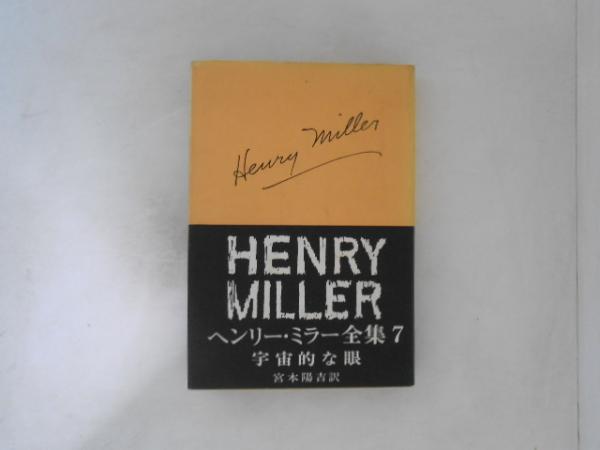 Henry Miller
HENRY
MILLER
ヘンリー・ミラー全集 7
宇宙的な眼
宮本陽吉訳